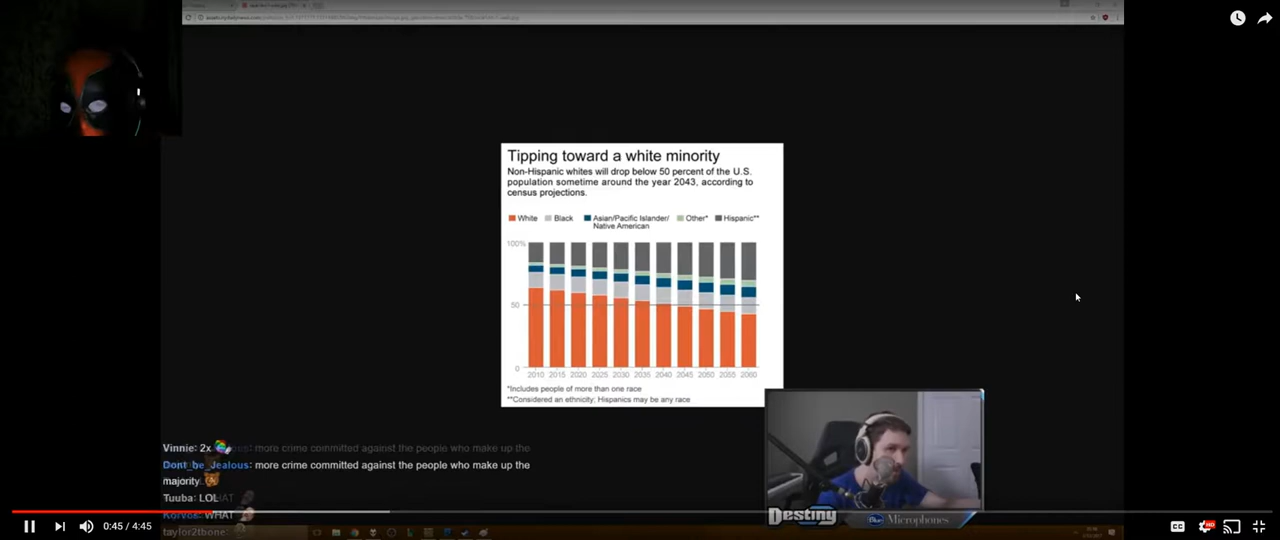 Tipping toward a white minority
Non-Hispanic whites will drop below 50 percent of the U.S.
population sometime around the year 2043, according to
census projections.
White Black Asian/Pacific Islander/ Other* Hispanic**
Native American
100%
50
0
2010 2015 2020 2025 2030 2035 2040 2045 2050 2055 2060
*Includes people of more than one race
**Considered an ethnicity; Hispanics may be any race
Vinnie: 2x more crime committed against the people who make up the
Dont_be_Jealous: more crime committed against the people who make up the
majority
Tuuba: LOL
Korvos: WHAT
taylor2tbone:
Destiny
Blue Microphones
0:45 / 4:45
CC
HD